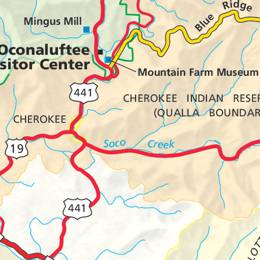 Mingus Mill
Blue Ridge
Oconaluftee
sitor Center
Mountain Farm Museum
441
CHEROKEE INDIAN RESER
(QUALLA BOUNDAR
CHEROKEE
19
Soco Creek
441